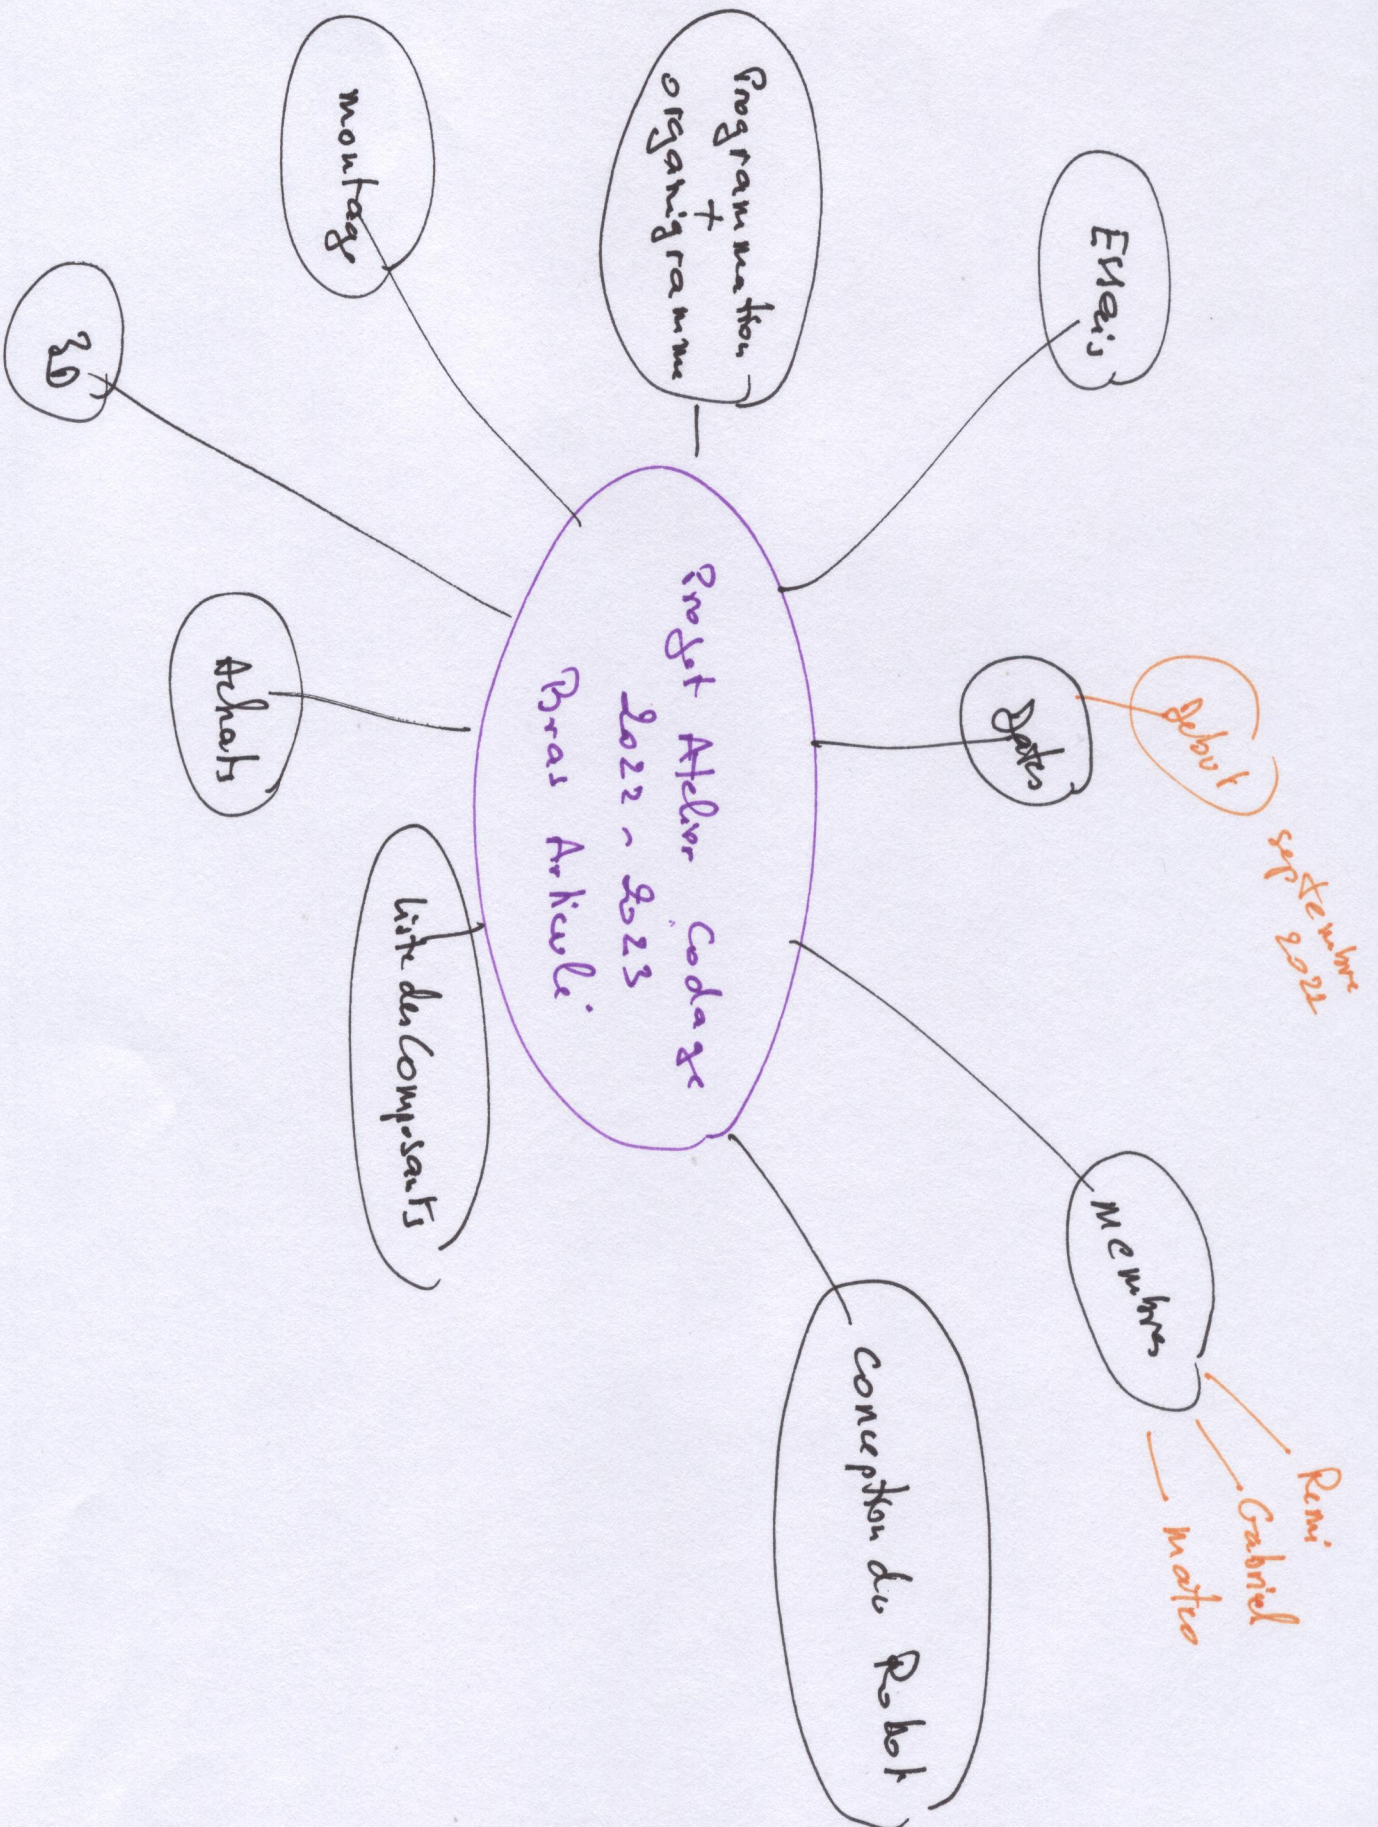 Essais
Dates
Début
septembre
2022
Membres
Remi
Gabriel
Mateo
Programmation
+
organigramme
Projet Atelier Codage
2022 - 2023
Bras Articulé
conception du Robot
montage
3D
Achats
Liste des Composants